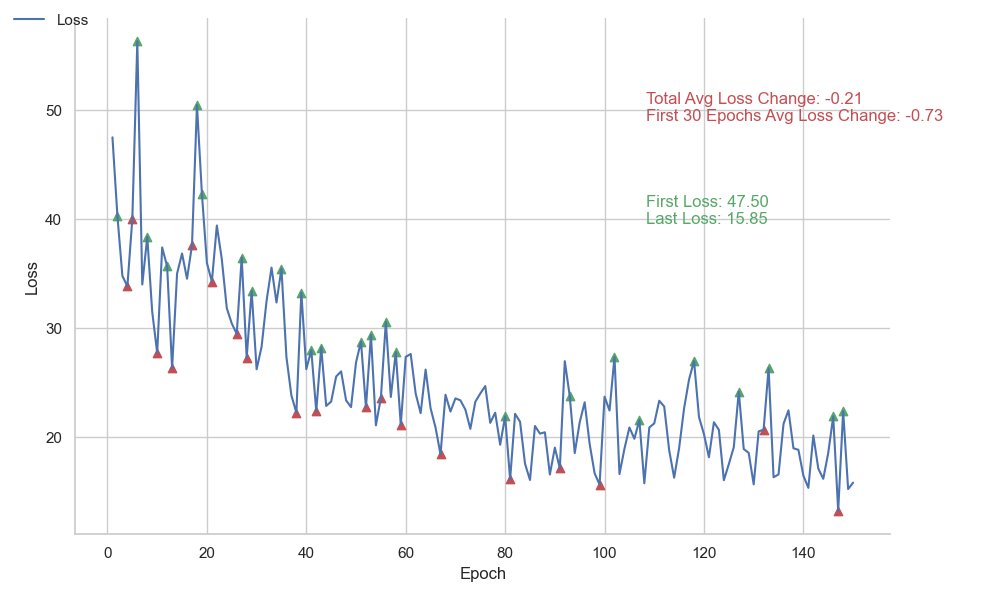 Loss
50
40
30
20
Loss
Total Avg Loss Change: -0.21
First 30 Epochs Avg Loss Change: -0.73
First Loss: 47.50
Last Loss: 15.85
0 20 40 60 80 100 120 140
Epoch